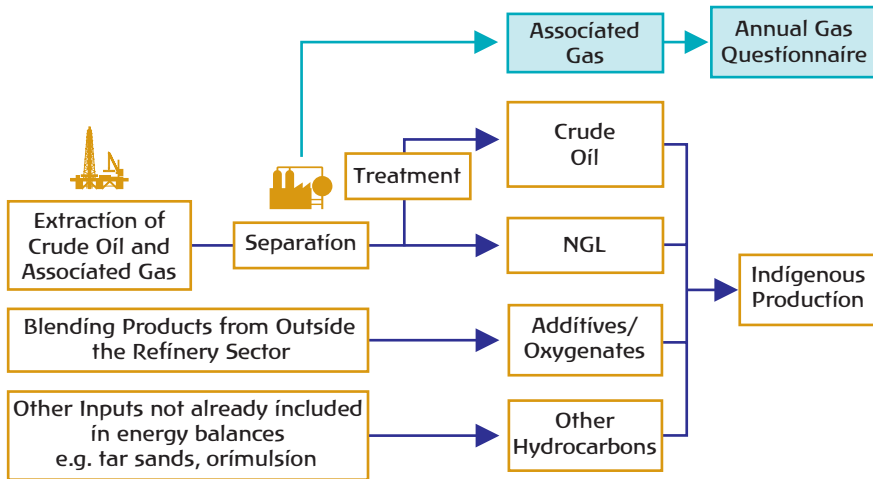 Associated
Gas
Annual Gas
Questionnaire
Crude
Oil
Treatment
Extraction of
Crude Oil and
Associated Gas
Separation
NGL
Indigenous
Production
Blending Products from Outside
the Refinery Sector
Additives/
Oxygenates
Other Inputs not already included
in energy balances
e.g. tar sands, orimulsion
Other
Hydrocarbons